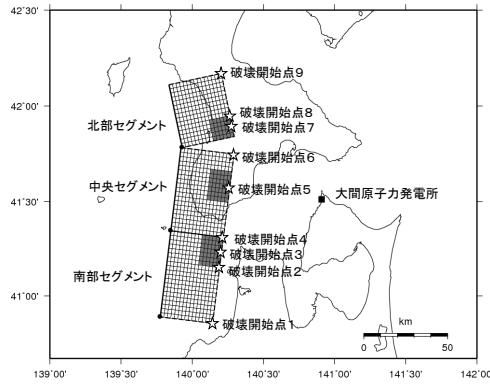 42°30'
42°00'
41°30'
41°00'
139°00'
139°30'
140°00'
140°30'
141°00'
141°30'
142°00'
破壊開始点9
破壊開始点8
破壊開始点7
北部セグメント
破壊開始点6
中央セグメント
破壊開始点5
大間原子力発電所
破壊開始点4
破壊開始点3
破壊開始点2
南部セグメント
破壊開始点1
km
0
50